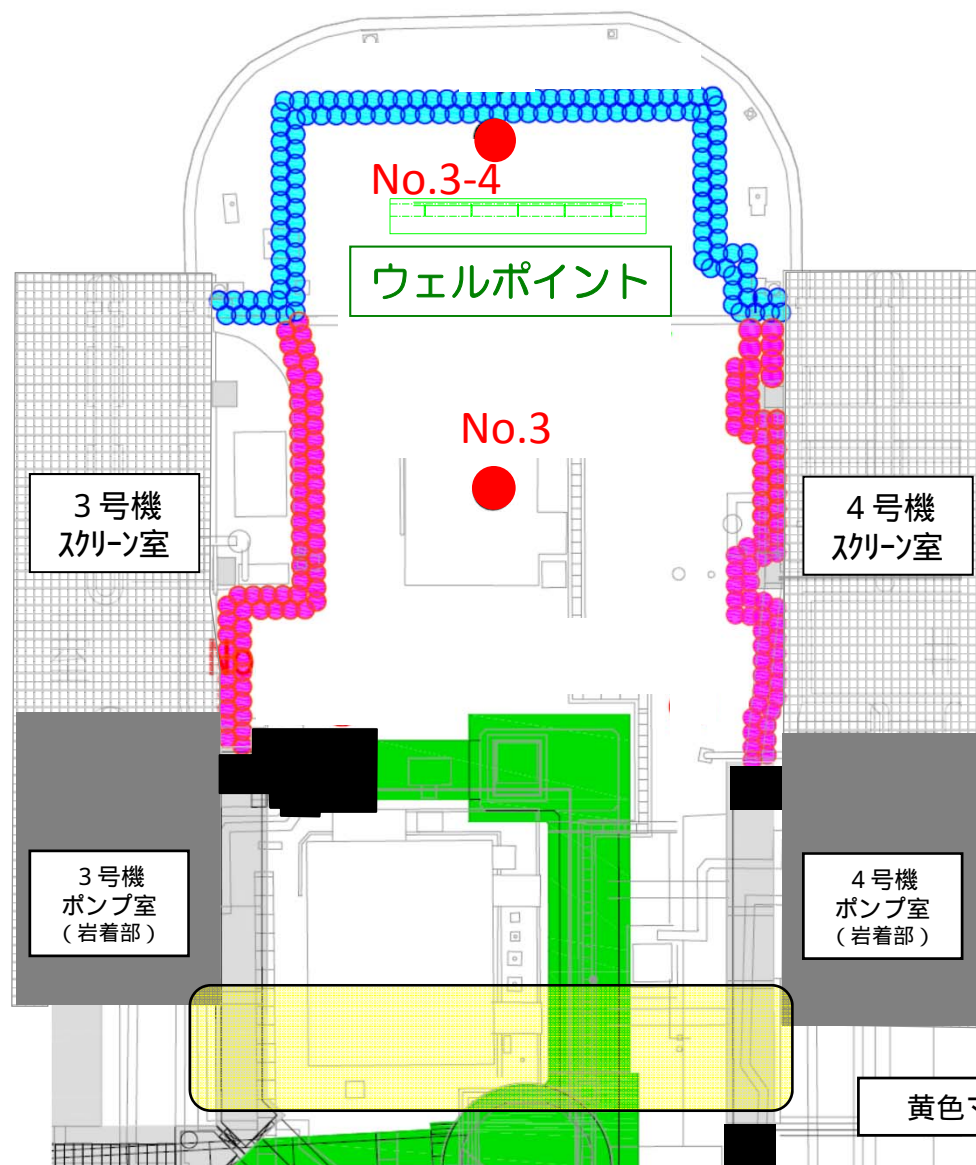 No.3-4
ウェルポイント
No.3
３号機
スクリーン室
４号機
スクリーン室
３号機
ポンプ室
（岩着部）
４号機
ポンプ室
（岩着部）
黄色